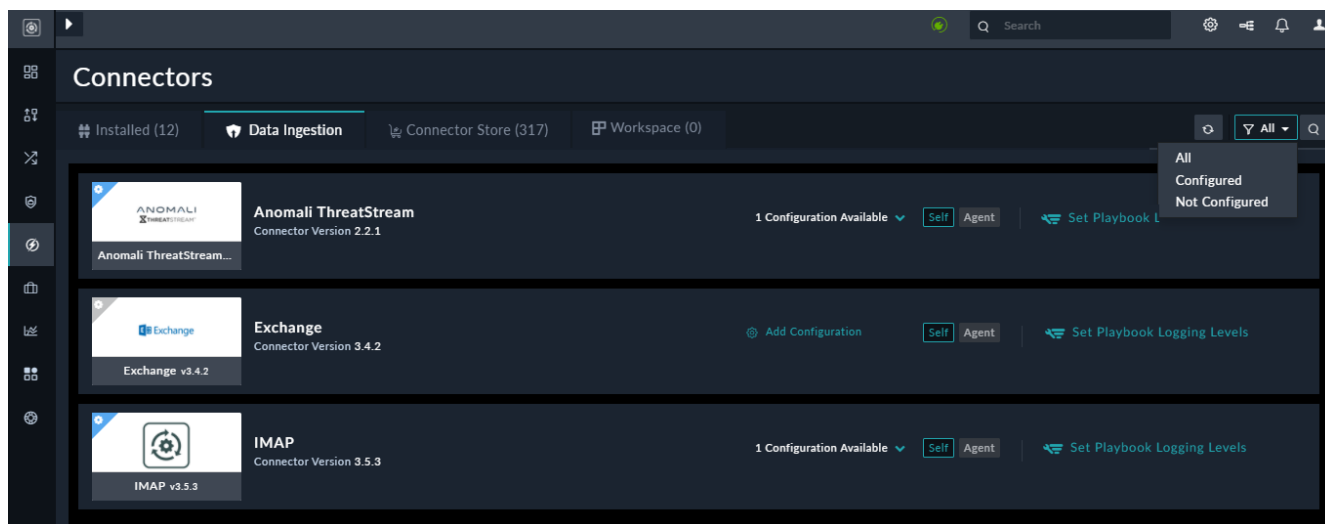 Search
Connectors
Installed (12)
Data Ingestion
Connector Store (317)
Workspace (0)
All
All
Configured
Not Configured
ANOMALI
THREATSTREAM
Anomali ThreatStream...
Anomali ThreatStream
Connector Version 2.2.1
1 Configuration Available
Self
Agent
Set Playbook L
Exchange
Exchange v3.4.2
Exchange
Connector Version 3.4.2
Add Configuration
Self
Agent
Set Playbook Logging Levels
IMAP v3.5.3
IMAP
Connector Version 3.5.3
1 Configuration Available
Self
Agent
Set Playbook Logging Levels